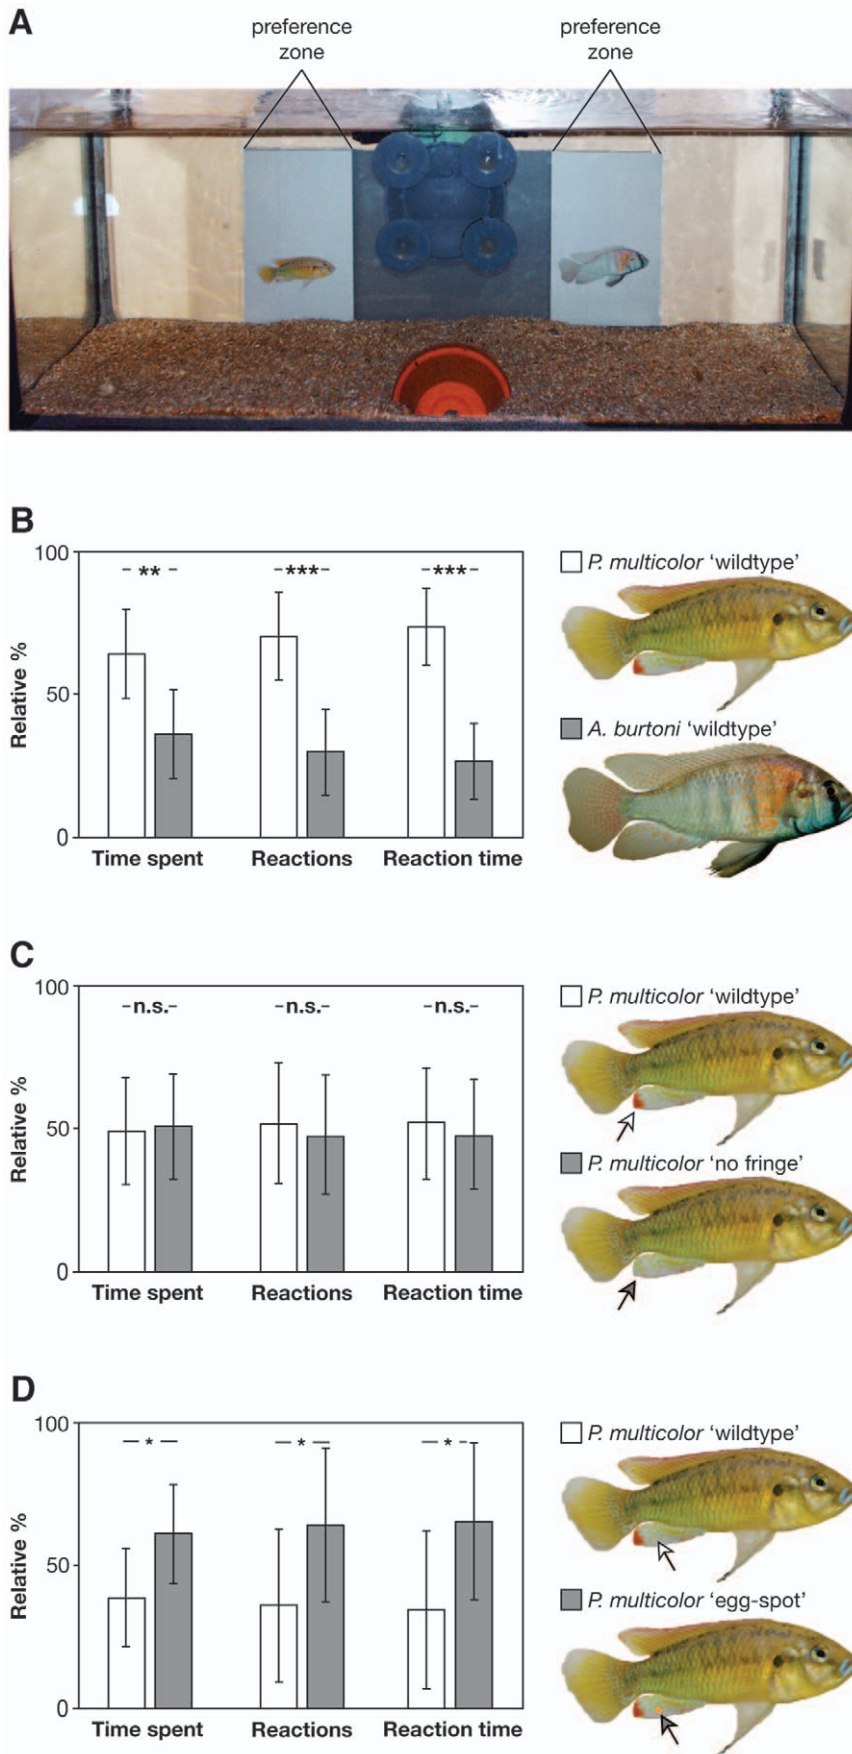 A
preference
zone
preference
zone
B
100
50
0
Relative %
**
***
***
Time spent
Reactions
Reaction time
P. multicolor ‘wildtype’
A. burtoni ‘wildtype’
C
100
50
0
Relative %
n.s.
n.s.
n.s.
Time spent
Reactions
Reaction time
P. multicolor ‘wildtype’
P. multicolor ‘no fringe’
D
100
50
0
Relative %
*
*
*
Time spent
Reactions
Reaction time
P. multicolor ‘wildtype’
P. multicolor ‘egg-spot’